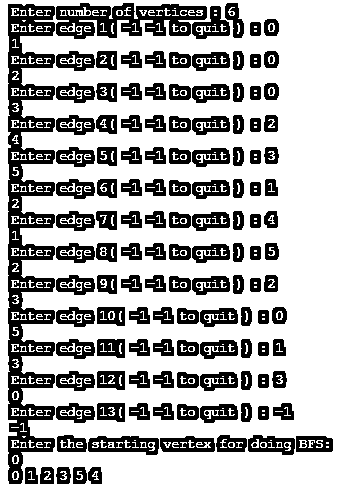 Enter number of vertices : 6
Enter edge 1( -1 -1 to quit ) : 0
1
Enter edge 2( -1 -1 to quit ) : 0
2
Enter edge 3( -1 -1 to quit ) : 0
3
Enter edge 4( -1 -1 to quit ) : 2
4
Enter edge 5( -1 -1 to quit ) : 3
5
Enter edge 6( -1 -1 to quit ) : 1
2
Enter edge 7( -1 -1 to quit ) : 4
1
Enter edge 8( -1 -1 to quit ) : 5
2
Enter edge 9( -1 -1 to quit ) : 2
3
Enter edge 10( -1 -1 to quit ) : 0
5
Enter edge 11( -1 -1 to quit ) : 1
3
Enter edge 12( -1 -1 to quit ) : 3
0
Enter edge 13( -1 -1 to quit ) : -1
-1
Enter the starting vertex for doing BFS:
0
0 1 2 3 5 4